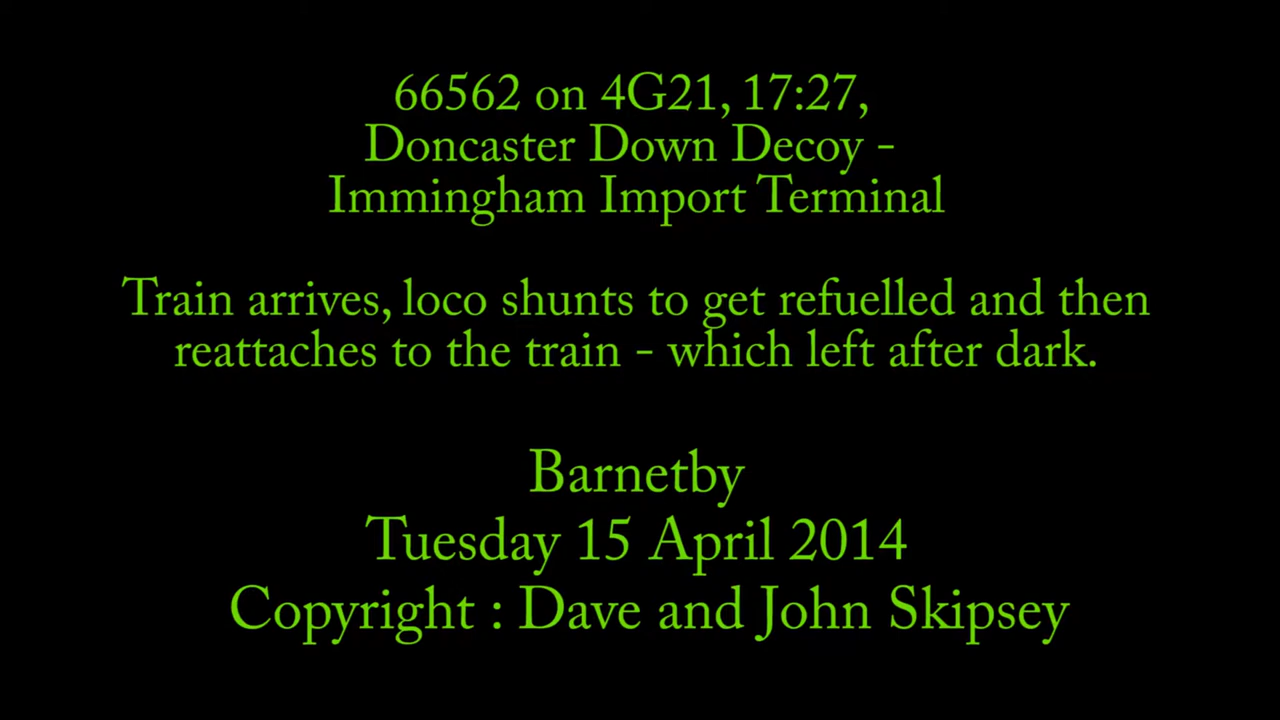 66562 on 4G21, 17:27,
Doncaster Down Decoy -
Immingham Import Terminal
Train arrives, loco shunts to get refuelled and then
reattaches to the train - which left after dark.
Barnetby
Tuesday 15 April 2014
Copyright : Dave and John Skipsey